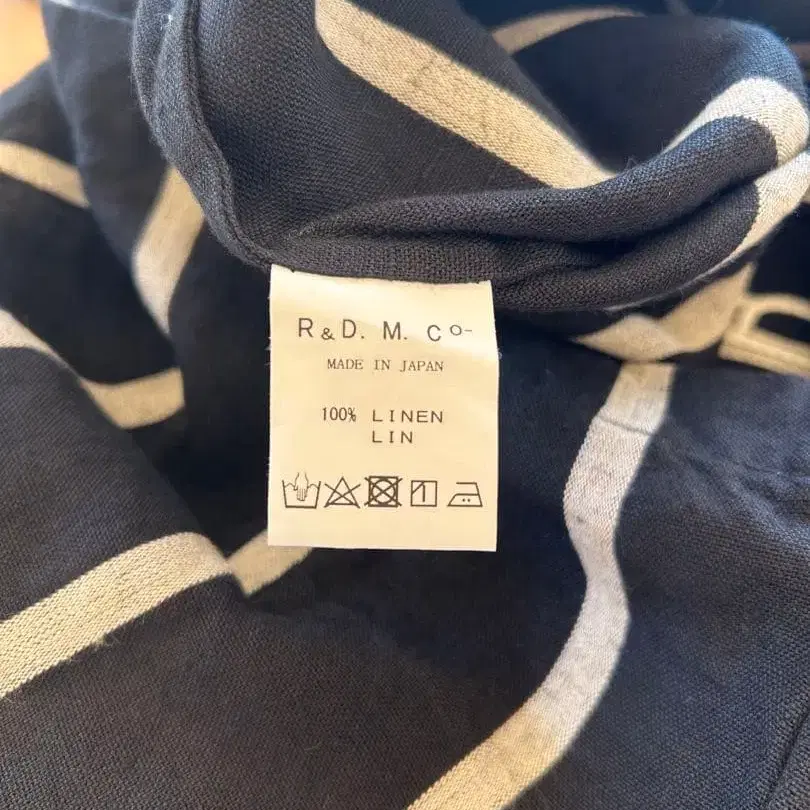 R&D. M. Co-
MADE IN JAPAN
100% LINEN
LIN